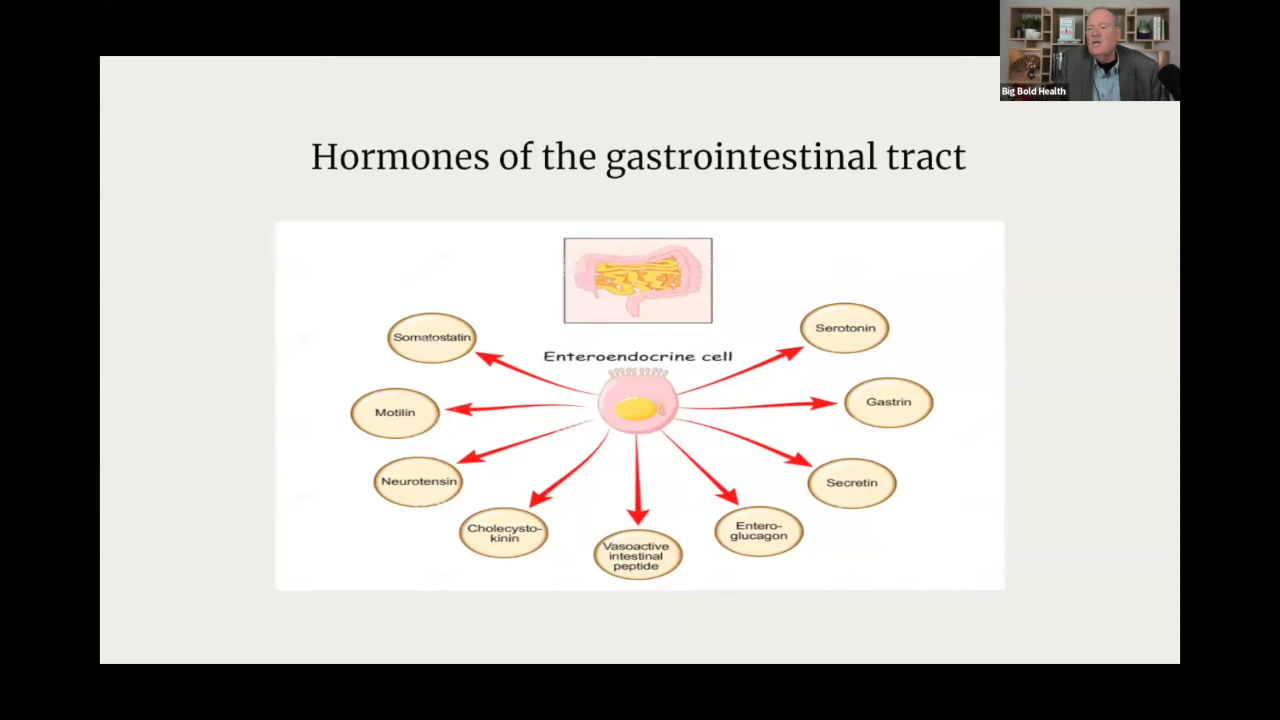 Big Bold Health
Hormones of the gastrointestinal tract
Enteroendocrine cell
Somatostatin
Motilin
Neurotensin
Cholecysto-
kinin
Vasoactive
intestinal
peptide
Entero-
glucagon
Secretin
Gastrin
Serotonin